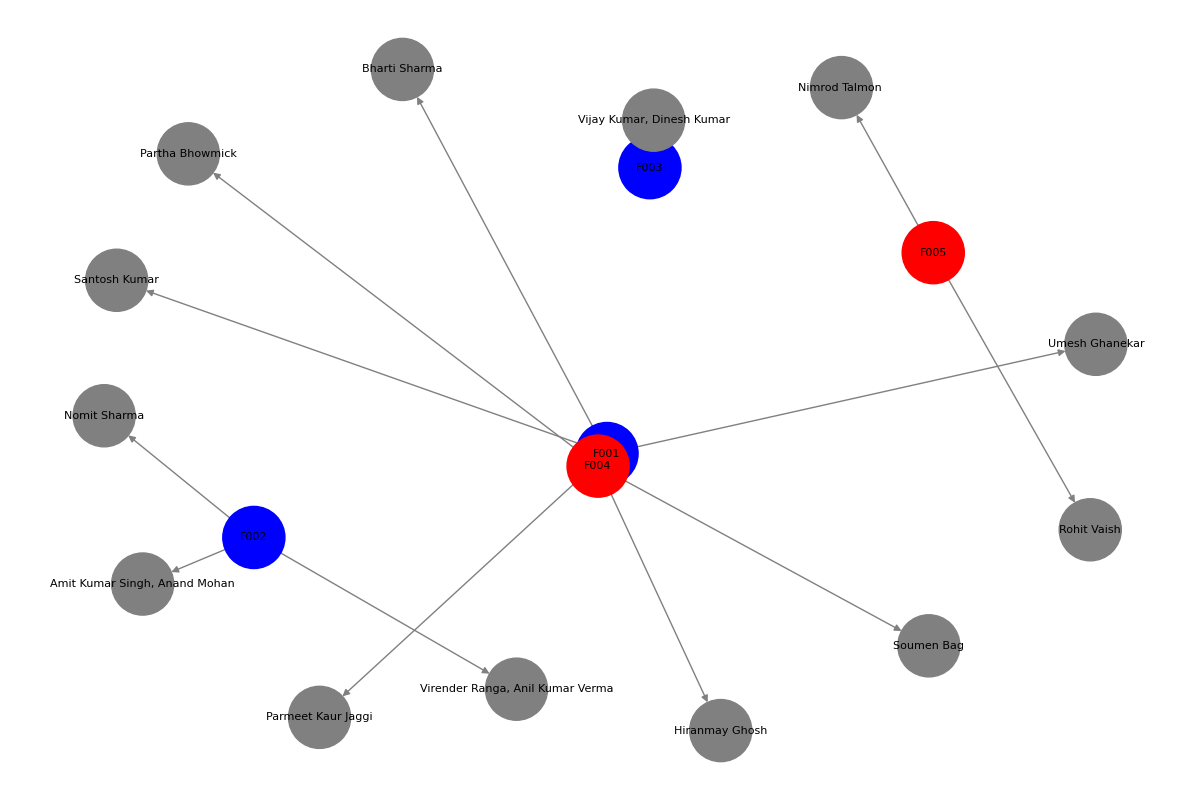 Bharti Sharma
Nimrod Talmon
Vijay Kumar, Dinesh Kumar
Partha Bhowmick
F003
F005
Santosh Kumar
Umesh Ghanekar
Nomit Sharma
F001
F004
Rohit Vaish
F002
Amit Kumar Singh, Anand Mohan
Soumen Bag
Virender Ranga, Anil Kumar Verma
Parmeet Kaur Jaggi
Hiranmay Ghosh